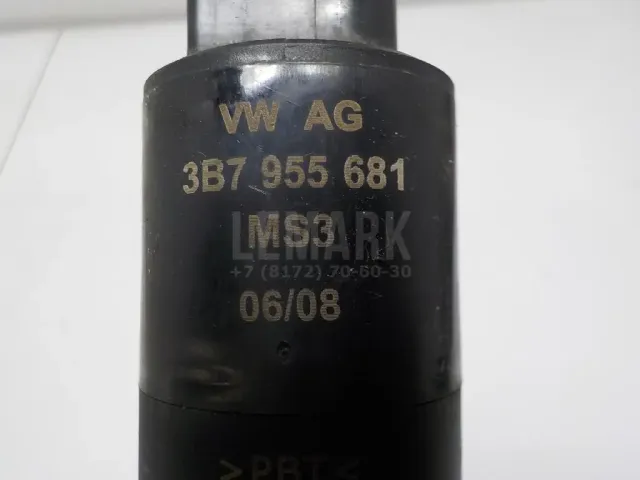 VW AG
3B7 955 681
MS3
LEMARK
+7 (8172) 70-60-30
06/08
>PBT<